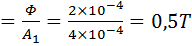 = Φ/A₁ = 2×10⁻⁴/4×10⁻⁴ = 0,5T